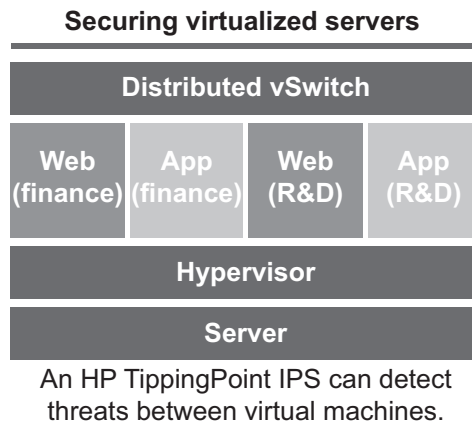 Securing virtualized servers
Distributed vSwitch
Web
(finance)
App
(finance)
Web
(R&D)
App
(R&D)
Hypervisor
Server
An HP TippingPoint IPS can detect
threats between virtual machines.